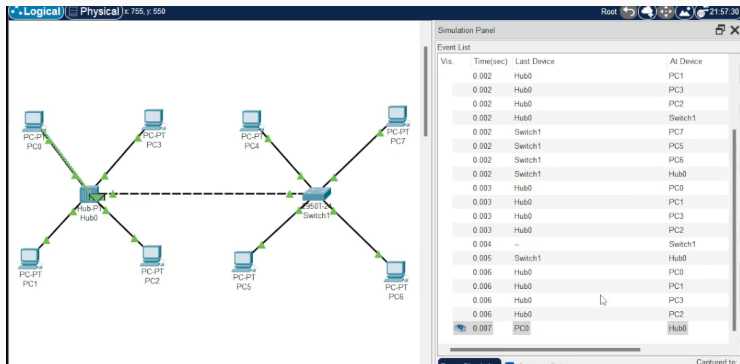 Logical Physical x: 755, y: 550 Root 21:57:30
Simulation Panel
Event List
Vis. Time(sec) Last Device At Device
0.002 Hub0 PC1
0.002 Hub0 PC3
0.002 Hub0 PC2
0.002 Hub0 Switch1
0.002 Switch1 PC7
0.002 Switch1 PC5
0.002 Switch1 PC6
0.002 Switch1 Hub0
0.003 Hub0 PC0
0.003 Hub0 PC1
0.003 Hub0 PC3
0.003 Hub0 PC2
0.004 -- Switch1
0.005 Switch1 Hub0
0.006 Hub0 PC0
0.006 Hub0 PC1
0.006 Hub0 PC3
0.006 Hub0 PC2
0.007 PC0 Hub0
Captured to
PC-PT
PC0
PC-PT
PC3
PC-PT
PC4
PC-PT
PC7
Hub-PT
Hub0
2950T-24
Switch1
PC-PT
PC1
PC-PT
PC2
PC-PT
PC5
PC-PT
PC6